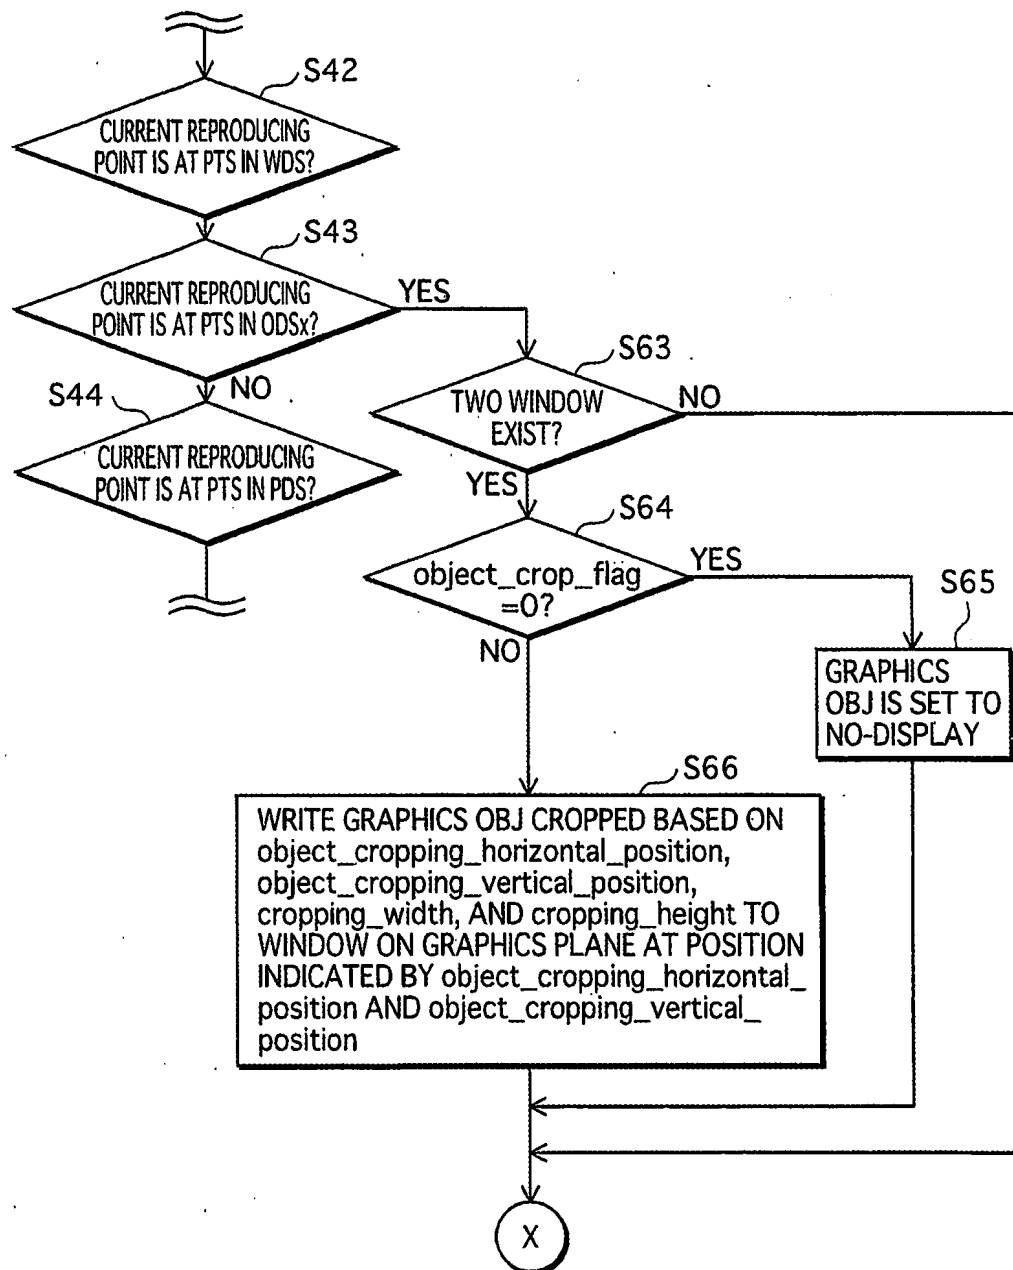 S42
CURRENT REPRODUCING
POINT IS AT PTS IN WDS?
S43
CURRENT REPRODUCING
POINT IS AT PTS IN ODSx?
YES
NO
S63
TWO WINDOW
EXIST?
NO
YES
S44
CURRENT REPRODUCING
POINT IS AT PTS IN PDS?
S64
object_crop_flag
=0?
YES
NO
S65
GRAPHICS
OBJ IS SET TO
NO-DISPLAY
S66
WRITE GRAPHICS OBJ CROPPED BASED ON
object_cropping_horizontal_position,
object_cropping_vertical_position,
cropping_width, AND cropping_height TO
WINDOW ON GRAPHICS PLANE AT POSITION
INDICATED BY object_cropping_horizontal_
position AND object_cropping_vertical_
position
X